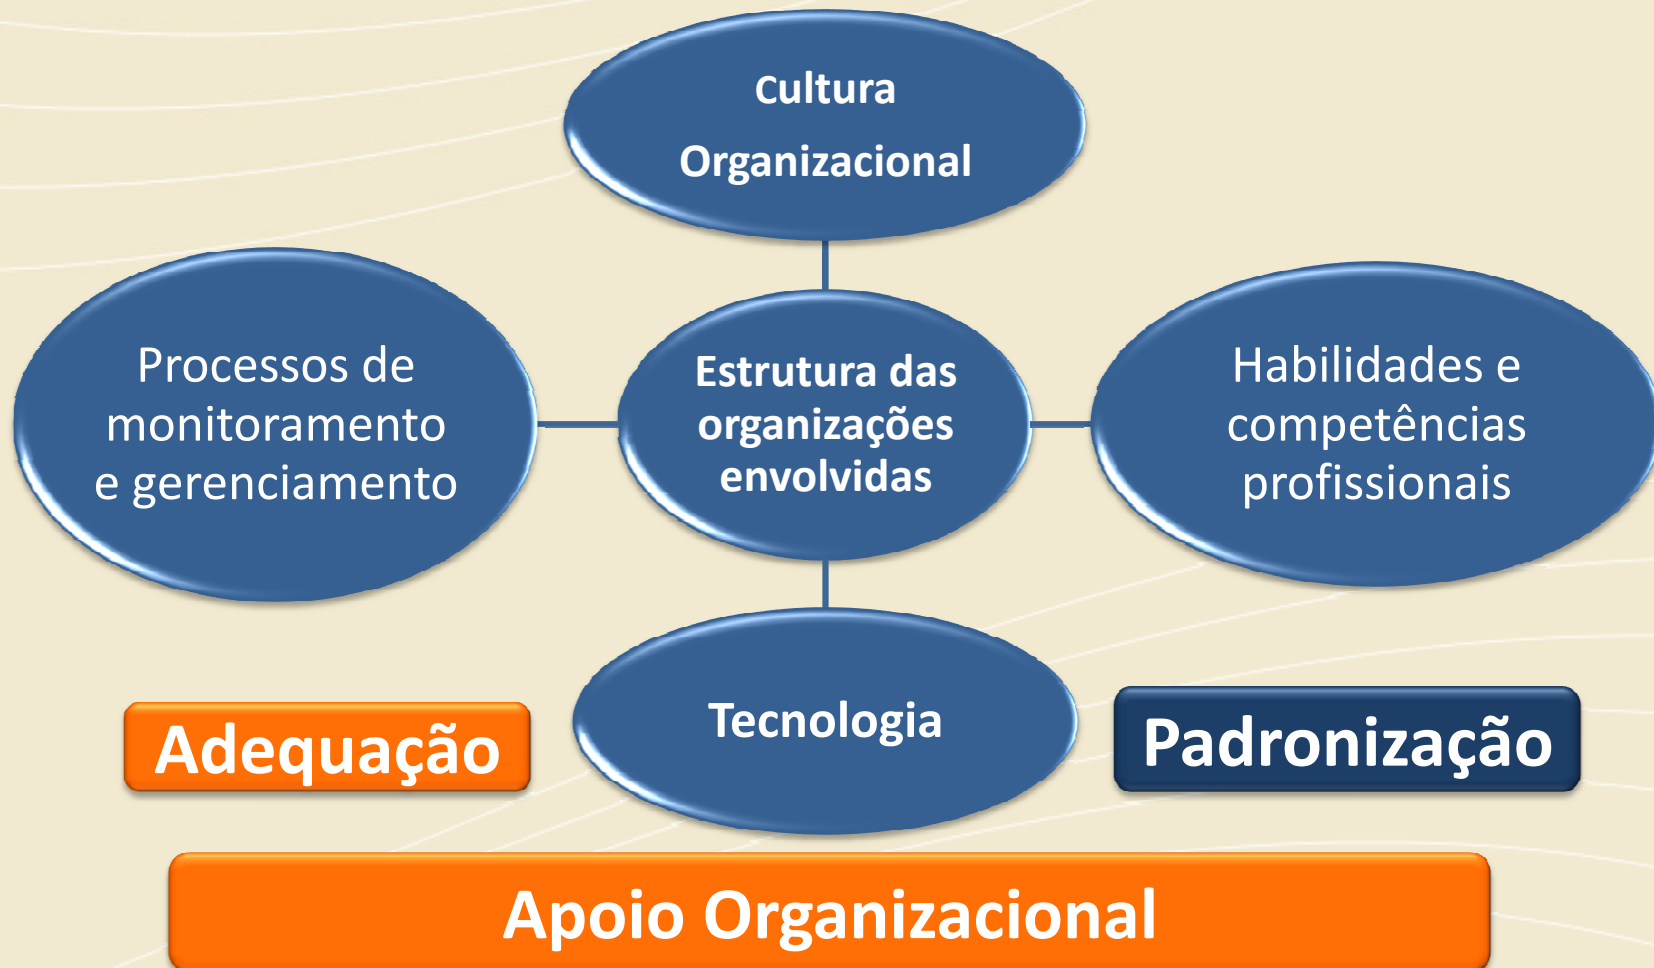 Cultura
Organizacional
Processos de
monitoramento
e gerenciamento
Estrutura das
organizações
envolvidas
Habilidades e
competências
profissionais
Tecnologia
Adequação
Padronização
Apoio Organizacional